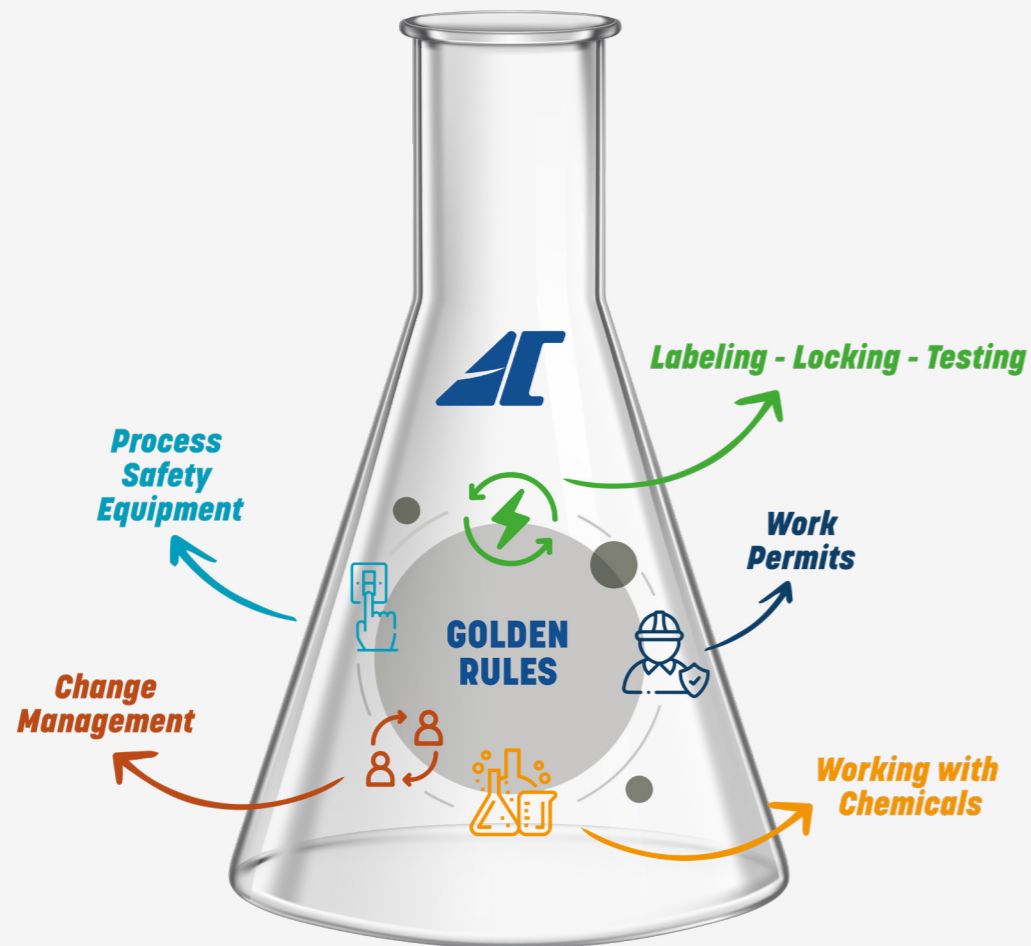 Labeling - Locking - Testing
Process
Safety
Equipment
Work
Permits
GOLDEN
RULES
Change
Management
Working with
Chemicals